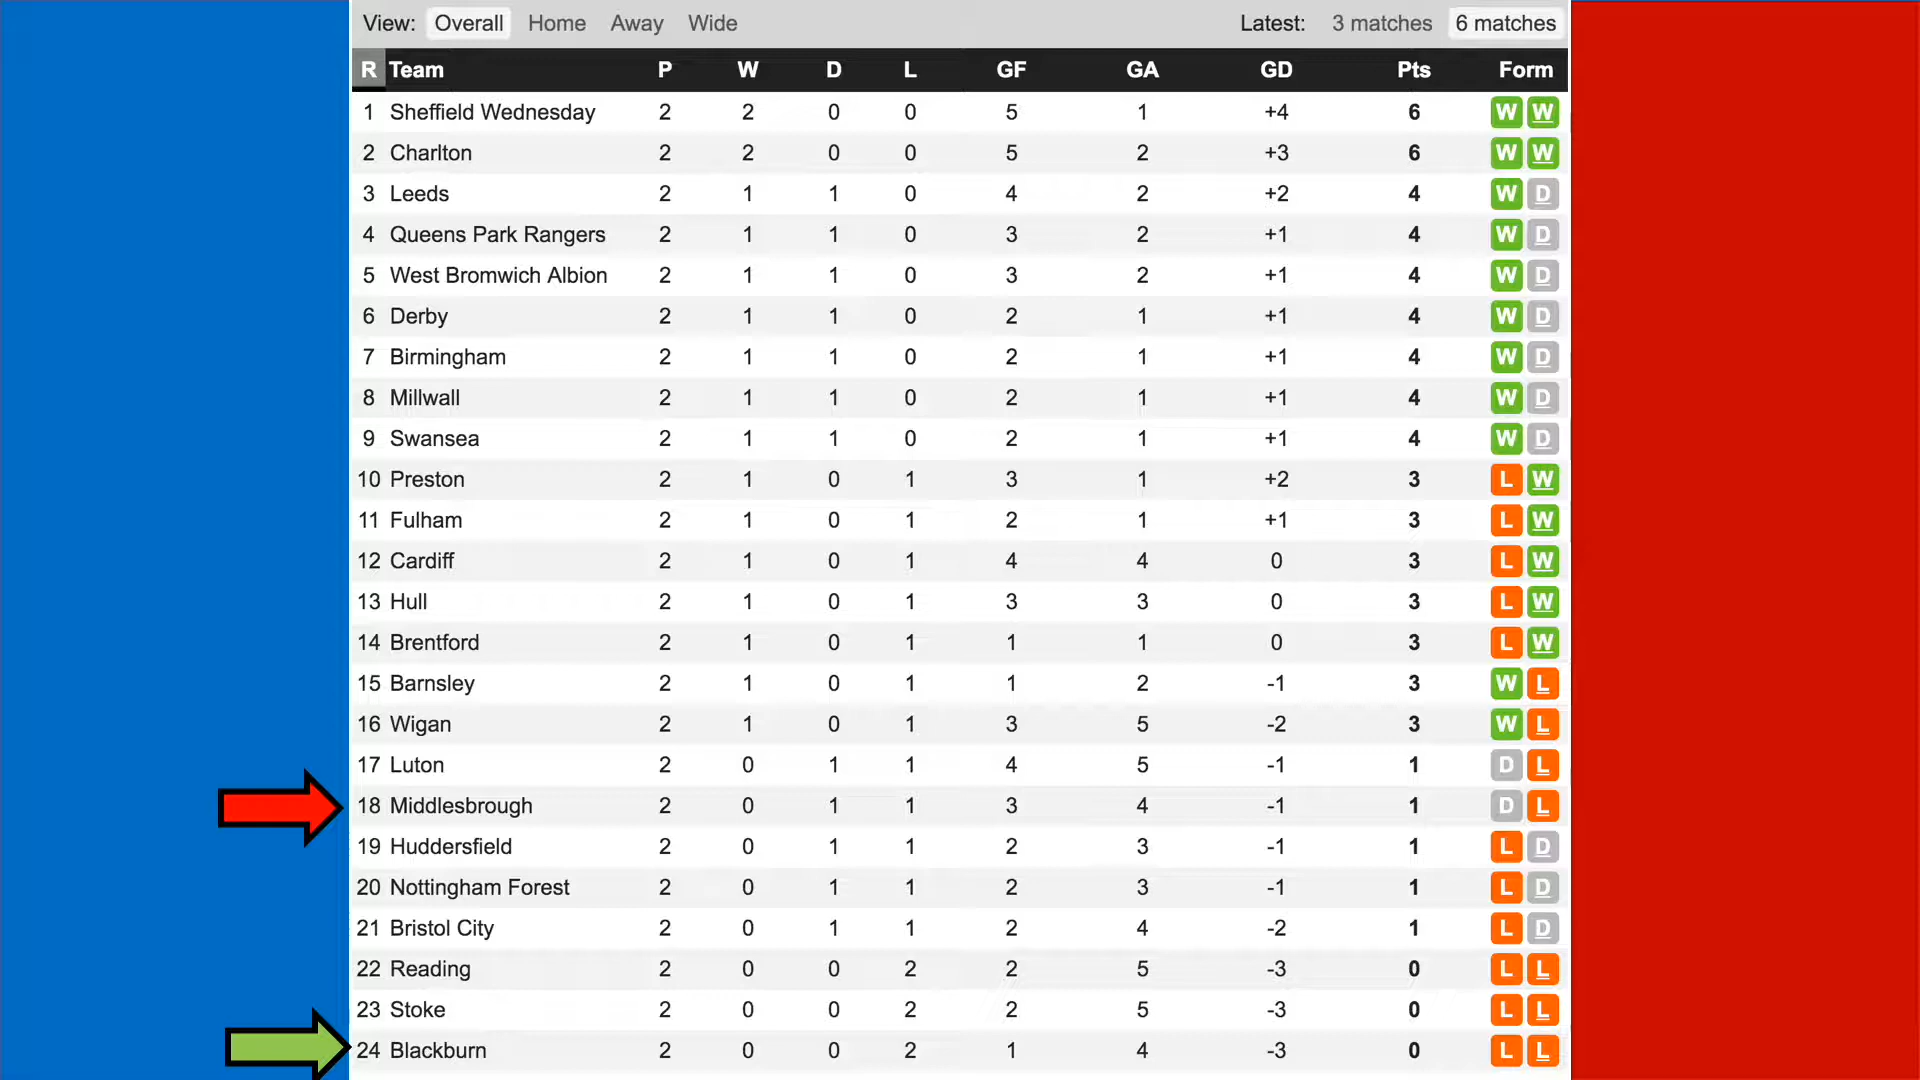 View: Overall Home Away Wide Latest: 3 matches 6 matches
R Team P W D L GF GA GD Pts Form
1 Sheffield Wednesday 2 2 0 0 5 1 +4 6 W W
2 Charlton 2 2 0 0 5 2 +3 6 W W
3 Leeds 2 1 1 0 4 2 +2 4 W D
4 Queens Park Rangers 2 1 1 0 3 2 +1 4 W D
5 West Bromwich Albion 2 1 1 0 3 2 +1 4 W D
6 Derby 2 1 1 0 2 1 +1 4 W D
7 Birmingham 2 1 1 0 2 1 +1 4 W D
8 Millwall 2 1 1 0 2 1 +1 4 W D
9 Swansea 2 1 1 0 2 1 +1 4 W D
10 Preston 2 1 0 1 3 1 +2 3 L W
11 Fulham 2 1 0 1 2 1 +1 3 L W
12 Cardiff 2 1 0 1 4 4 0 3 L W
13 Hull 2 1 0 1 3 3 0 3 L W
14 Brentford 2 1 0 1 1 1 0 3 L W
15 Barnsley 2 1 0 1 1 2 -1 3 W L
16 Wigan 2 1 0 1 3 5 -2 3 W L
17 Luton 2 0 1 1 4 5 -1 1 D L
18 Middlesbrough 2 0 1 1 3 4 -1 1 D L
19 Huddersfield 2 0 1 1 2 3 -1 1 L D
20 Nottingham Forest 2 0 1 1 2 3 -1 1 L D
21 Bristol City 2 0 1 1 2 4 -2 1 L D
22 Reading 2 0 0 2 2 5 -3 0 L L
23 Stoke 2 0 0 2 2 5 -3 0 L L
24 Blackburn 2 0 0 2 1 4 -3 0 L L